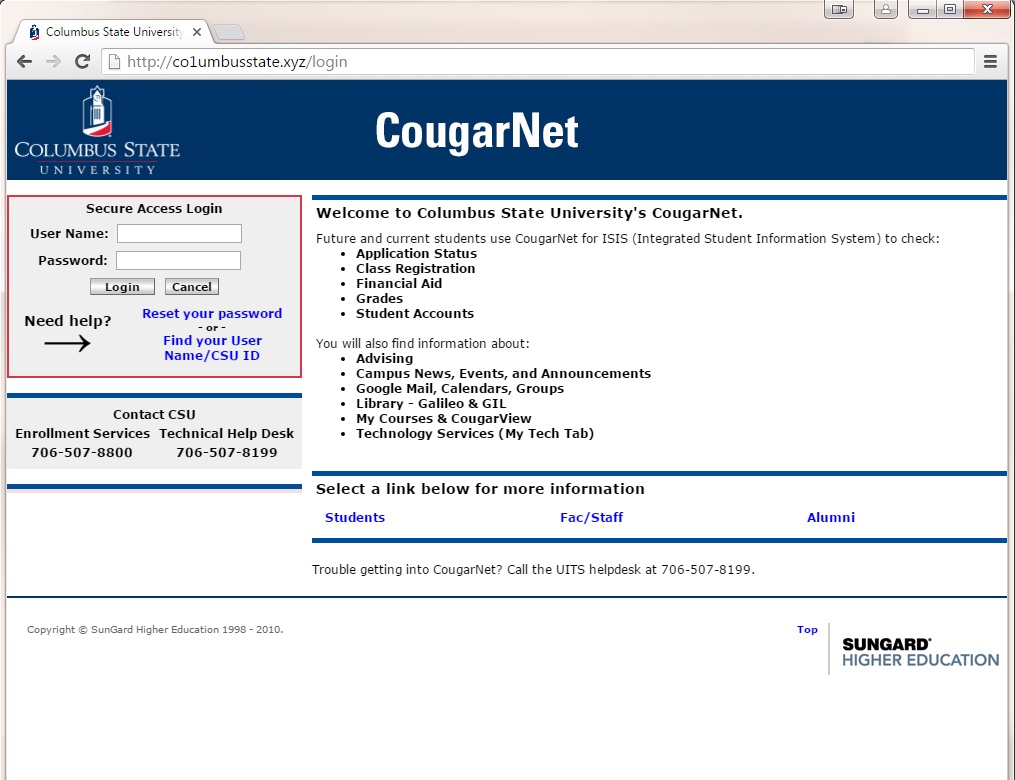 Columbus State University
http://co1umbusstate.xyz/login
COLUMBUS STATE
UNIVERSITY
CougarNet
Secure Access Login
User Name:
Password:
Login Cancel
Need help?
Reset your password
- or -
Find your User
Name/CSU ID
Contact CSU
Enrollment Services Technical Help Desk
706-507-8800 706-507-8199
Welcome to Columbus State University's CougarNet.
Future and current students use CougarNet for ISIS (Integrated Student Information System) to check:
• Application Status
• Class Registration
• Financial Aid
• Grades
• Student Accounts
You will also find information about:
• Advising
• Campus News, Events, and Announcements
• Google Mail, Calendars, Groups
• Library - Galileo & GIL
• My Courses & CougarView
• Technology Services (My Tech Tab)
Select a link below for more information
Students Fac/Staff Alumni
Trouble getting into CougarNet? Call the UITS helpdesk at 706-507-8199.
Copyright © SunGard Higher Education 1998 - 2010.
Top
SUNGARD®
HIGHER EDUCATION